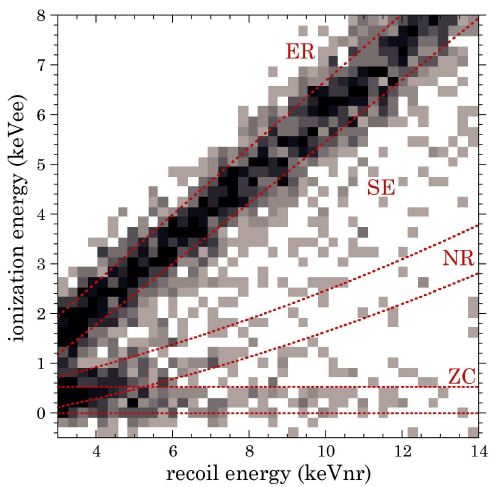 8
7
6
5
4
3
2
1
0
ionization energy (keVee)
ER
SE
NR
ZC
4 6 8 10 12 14
recoil energy (keVnr)